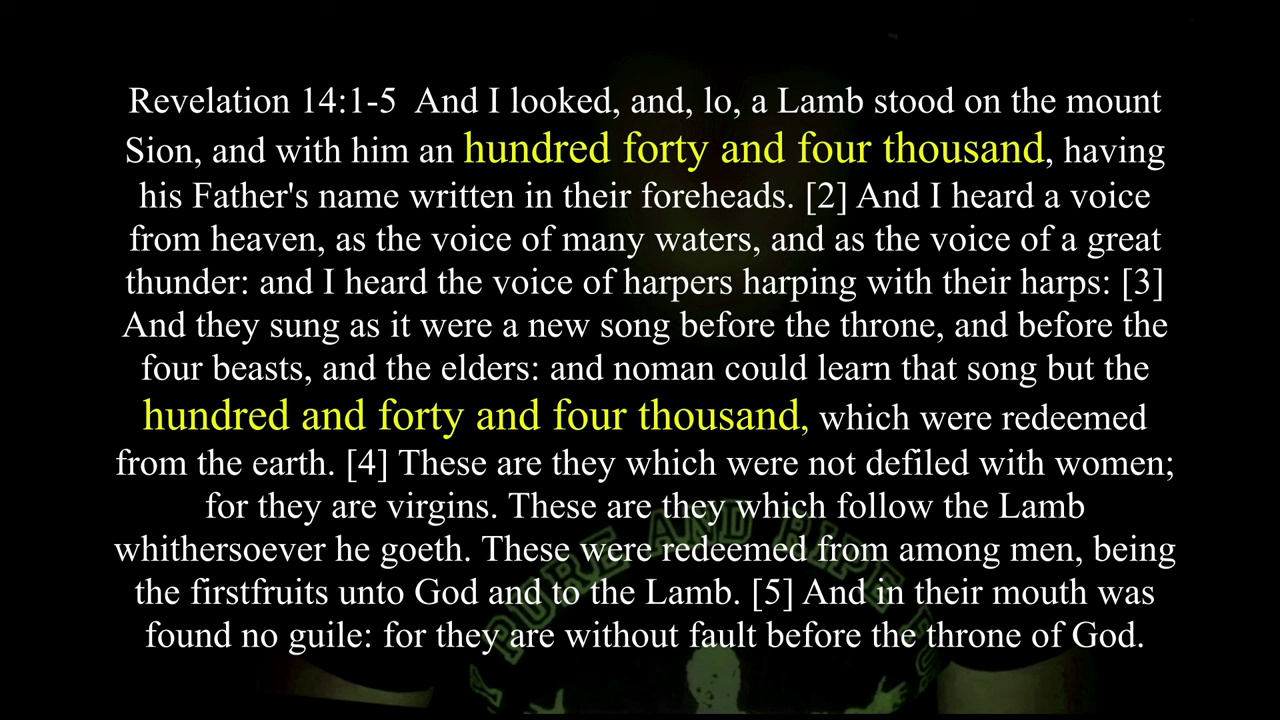 Revelation 14:1-5  And I looked, and, lo, a Lamb stood on the mount
Sion, and with him an hundred forty and four thousand, having
his Father's name written in their foreheads. [2] And I heard a voice
from heaven, as the voice of many waters, and as the voice of a great
thunder: and I heard the voice of harpers harping with their harps: [3]
And they sung as it were a new song before the throne, and before the
four beasts, and the elders: and noman could learn that song but the
hundred and forty and four thousand, which were redeemed
from the earth. [4] These are they which were not defiled with women;
for they are virgins. These are they which follow the Lamb
whithersoever he goeth. These were redeemed from among men, being
the firstfruits unto God and to the Lamb. [5] And in their mouth was
found no guile: for they are without fault before the throne of God.
PURE AND RIPE